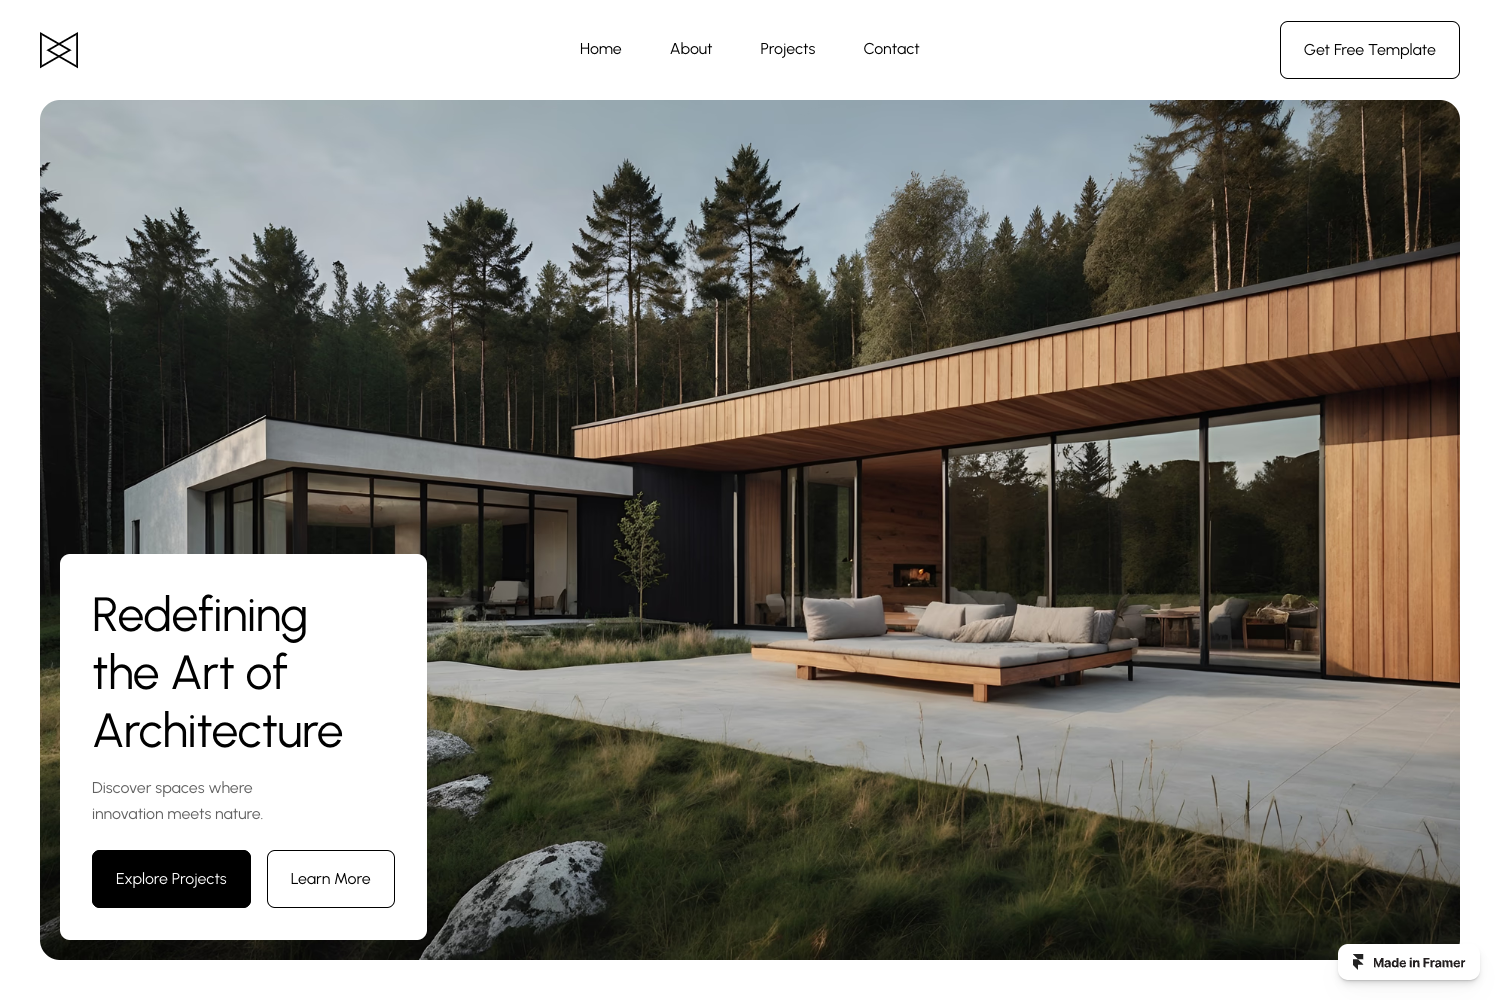 Home
About
Projects
Contact
Get Free Template
Redefining
the Art of
Architecture
Discover spaces where
innovation meets nature.
Explore Projects
Learn More
Made in Framer